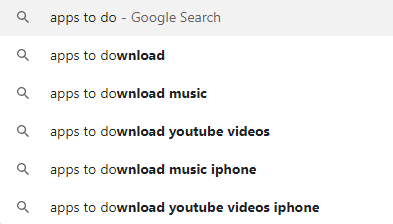 apps to do - Google Search
apps to download
apps to download music
apps to download youtube videos
apps to download music iphone
apps to download youtube videos iphone